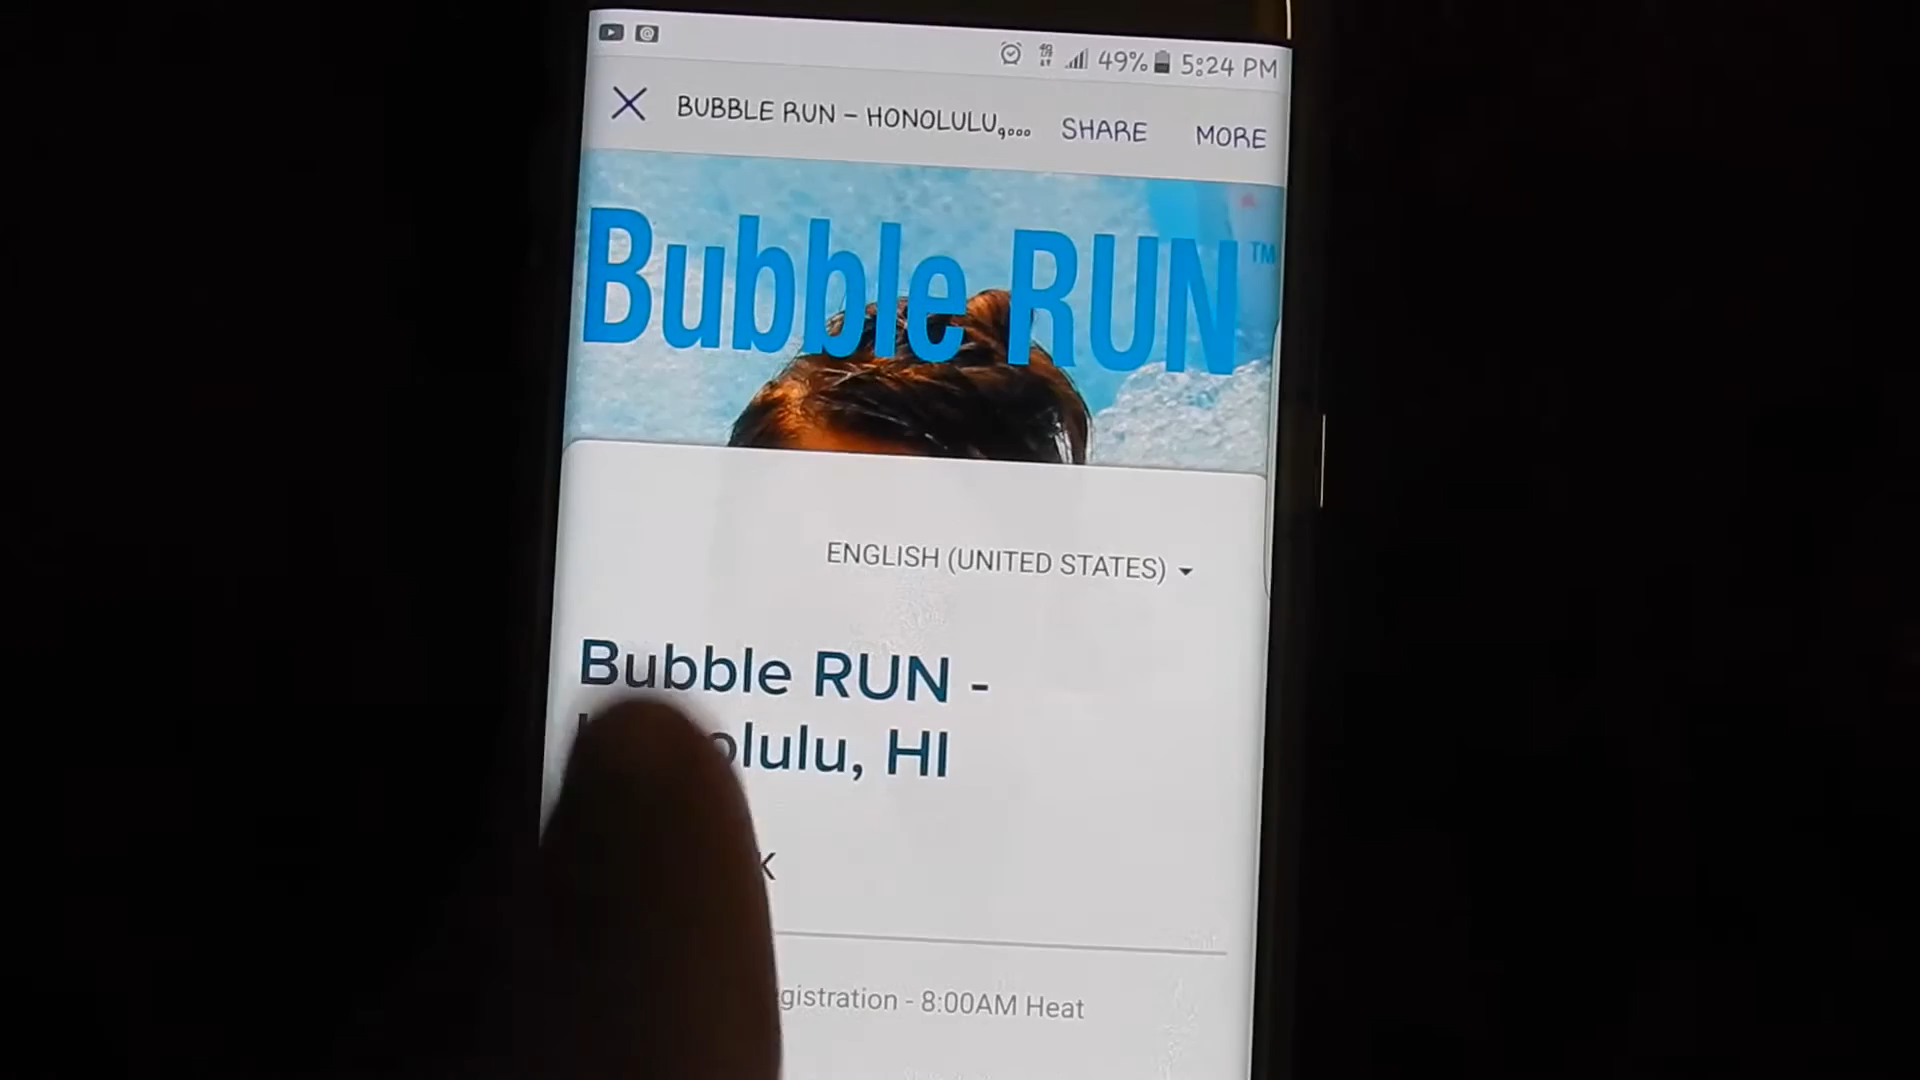 49% 5:24 PM
BUBBLE RUN – HONOLULU,... SHARE MORE
Bubble RUN™
ENGLISH (UNITED STATES)
Bubble RUN -
olulu, HI
K
gistration - 8:00AM Heat